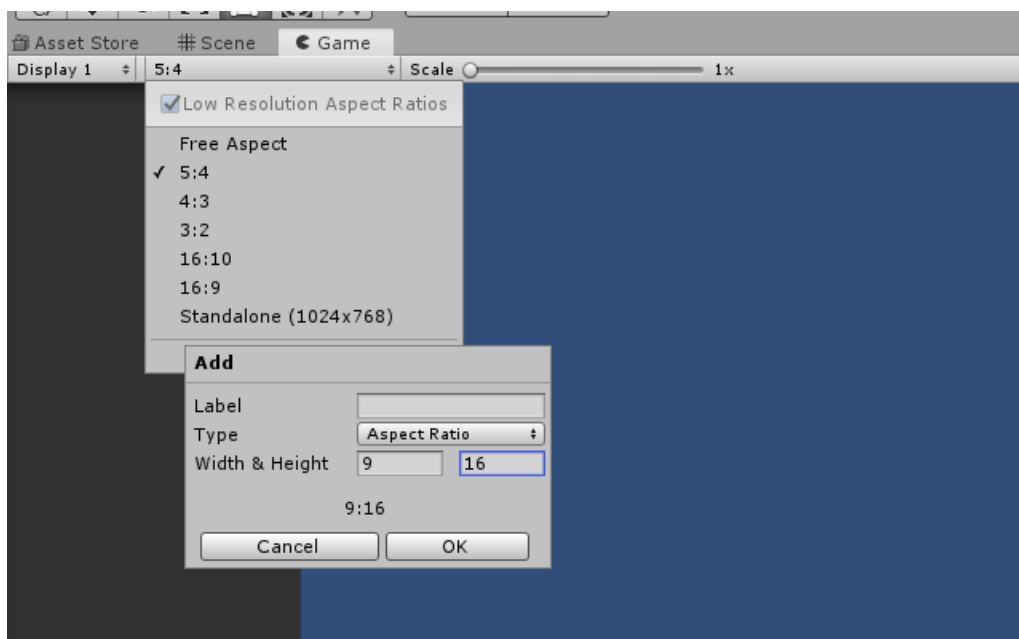 Asset Store Scene Game
Display 1 5:4 Scale 1x
Low Resolution Aspect Ratios
Free Aspect
5:4
4:3
3:2
16:10
16:9
Standalone (1024x768)
Add
Label
Type Aspect Ratio
Width & Height 9 16
9:16
Cancel OK